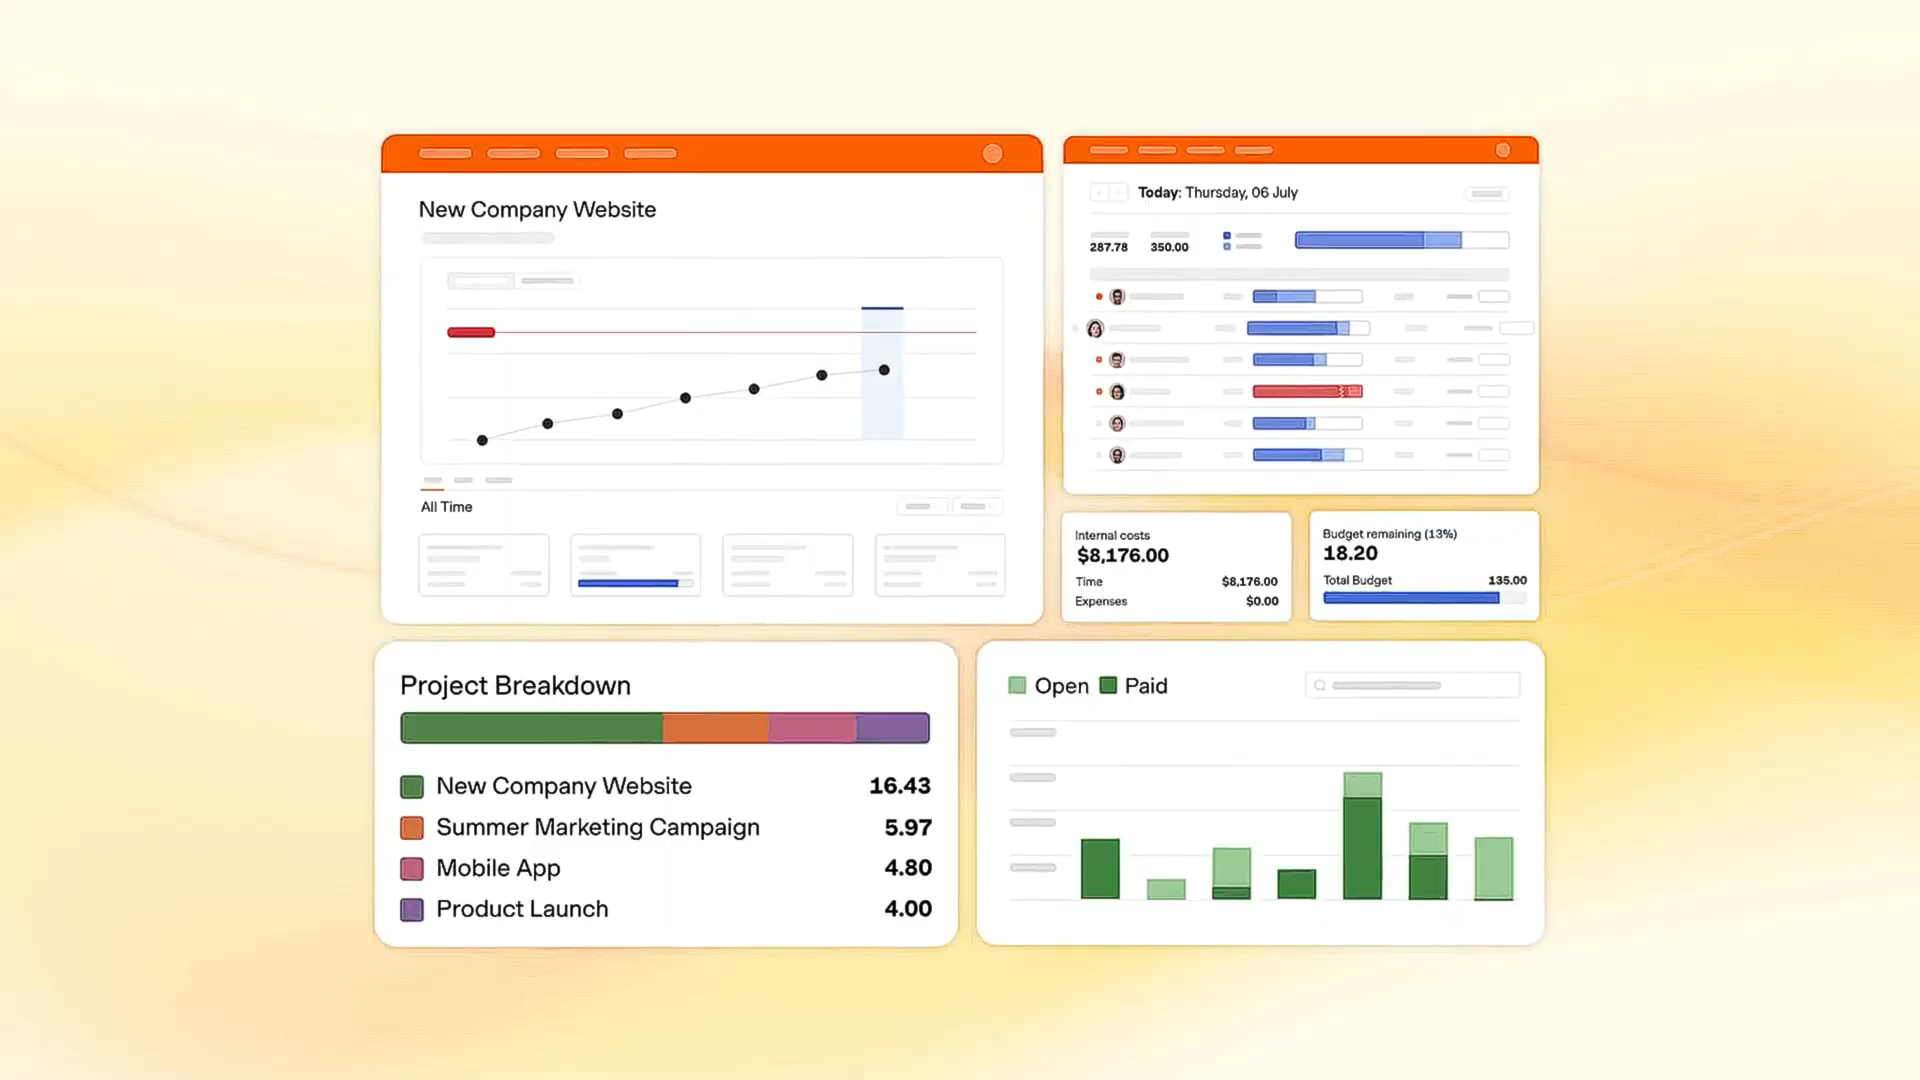 New Company Website
All Time
Today: Thursday, 06 July
287.78 350.00
Internal costs
$8,176.00
Time $8,176.00
Expenses $0.00
Budget remaining (13%)
18.20
Total Budget 135.00
Project Breakdown
New Company Website 16.43
Summer Marketing Campaign 5.97
Mobile App 4.80
Product Launch 4.00
Open Paid